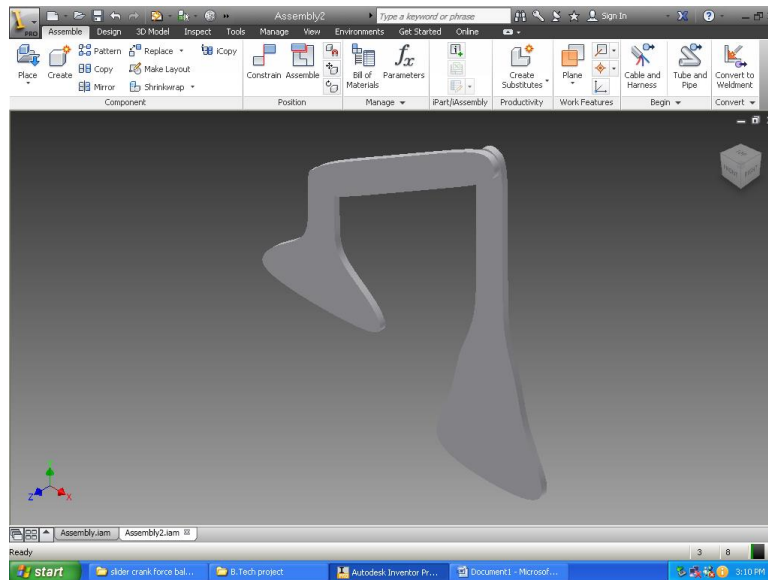 Assembly2 Type a keyword or phrase Sign In
PRO Assemble Design 3D Model Inspect Tools Manage View Environments Get Started Online
Pattern Replace iCopy
Copy Make Layout
Mirror Shrinkwrap
Place Create Constrain Assemble Bill of Materials Parameters Create Substitutes Plane Cable and Harness Tube and Pipe Convert to Weldment
Component Position Manage iPart/iAssembly Productivity Work Features Begin Convert
Z Y X
Assembly.iam Assembly2.iam
Ready 3 8
start slider crank force bal... B.Tech project Autodesk Inventor Pr... Document1 - Microsof... 3:10 PM